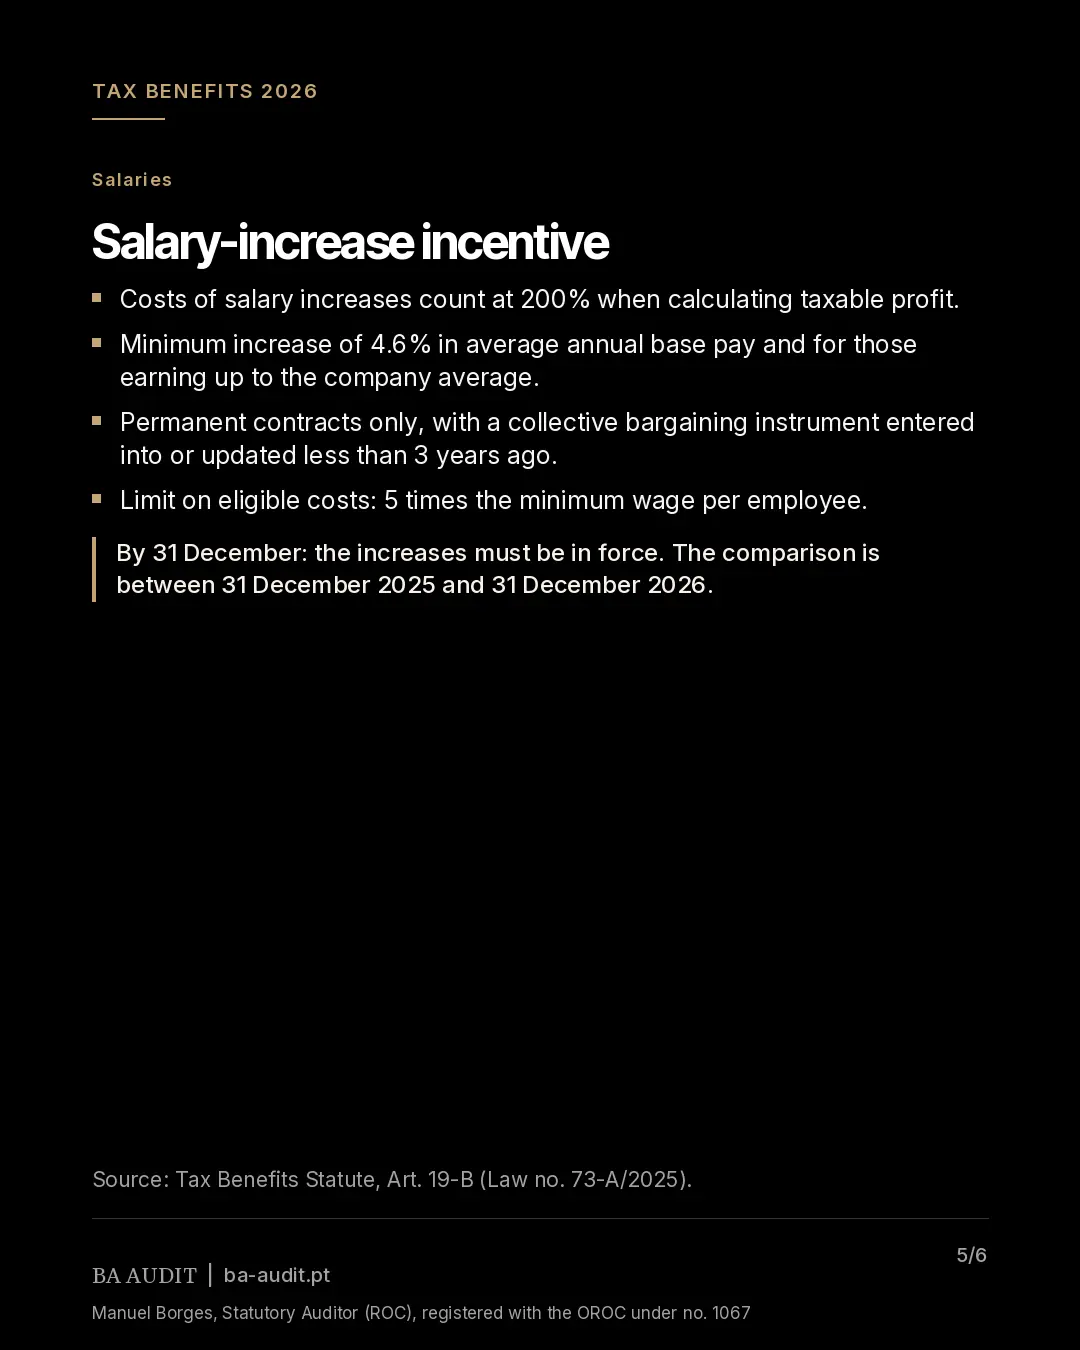 TAX BENEFITS 2026
Salaries
Salary-increase incentive
Costs of salary increases count at 200% when calculating taxable profit.
Minimum increase of 4.6% in average annual base pay and for those
earning up to the company average.
Permanent contracts only, with a collective bargaining instrument entered
into or updated less than 3 years ago.
Limit on eligible costs: 5 times the minimum wage per employee.
By 31 December: the increases must be in force. The comparison is
between 31 December 2025 and 31 December 2026.
Source: Tax Benefits Statute, Art. 19-B (Law no. 73-A/2025).
5/6
BA AUDIT | ba-audit.pt
Manuel Borges, Statutory Auditor (ROC), registered with the OROC under no. 1067